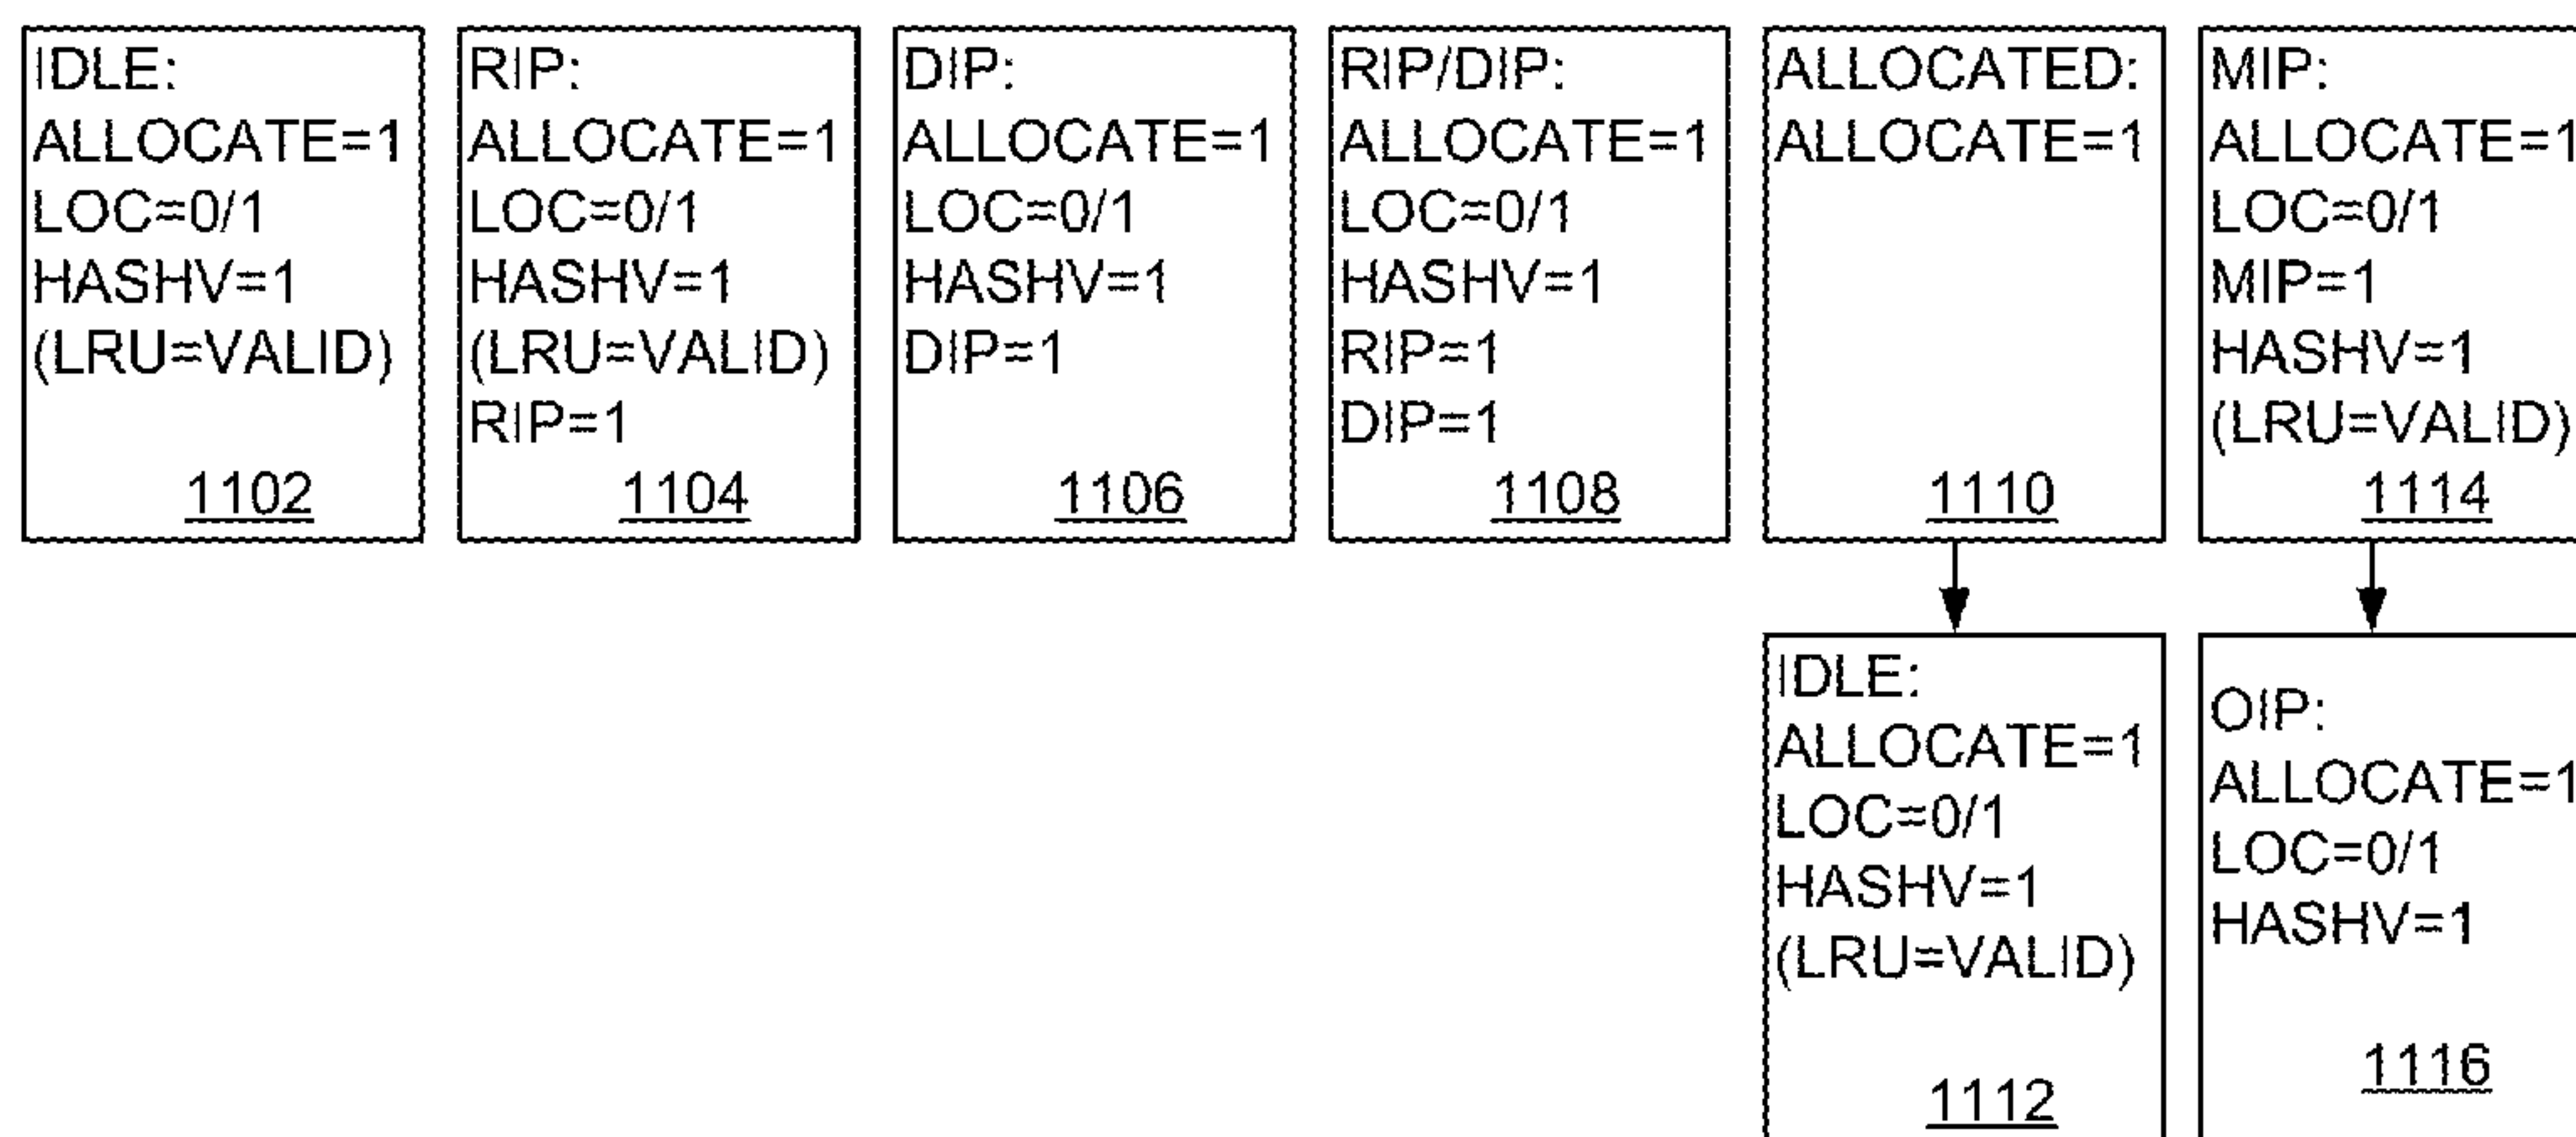 IDLE:
ALLOCATE=1
LOC=0/1
HASHV=1
(LRU=VALID)
1102
RIP:
ALLOCATE=1
LOC=0/1
HASHV=1
(LRU=VALID)
RIP=1
1104
DIP:
ALLOCATE=1
LOC=0/1
HASHV=1
DIP=1
1106
RIP/DIP:
ALLOCATE=1
LOC=0/1
HASHV=1
RIP=1
DIP=1
1108
ALLOCATED:
ALLOCATE=1
1110
MIP:
ALLOCATE=1
LOC=0/1
MIP=1
HASHV=1
(LRU=VALID)
1114
IDLE:
ALLOCATE=1
LOC=0/1
HASHV=1
(LRU=VALID)
1112
OIP:
ALLOCATE=1
LOC=0/1
HASHV=1
1116